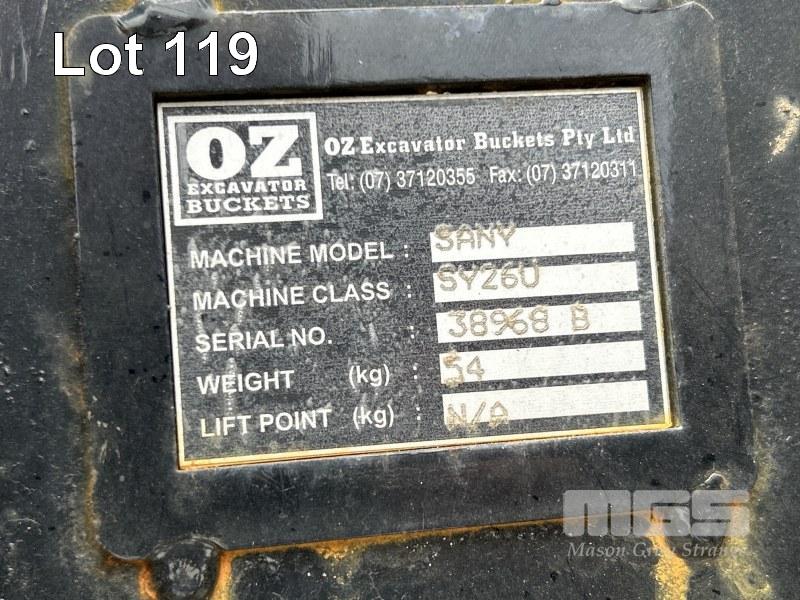 Lot 119
OZ
EXCAVATOR
BUCKETS
OZ Excavator Buckets Pty Ltd
Tel: (07) 37120355 Fax: (07) 37120311
MACHINE MODEL : SANY
MACHINE CLASS : SY26U
SERIAL NO. : 38968 B
WEIGHT (kg) : 54
LIFT POINT (kg) : N/A
MGS
Mason Gray Strange